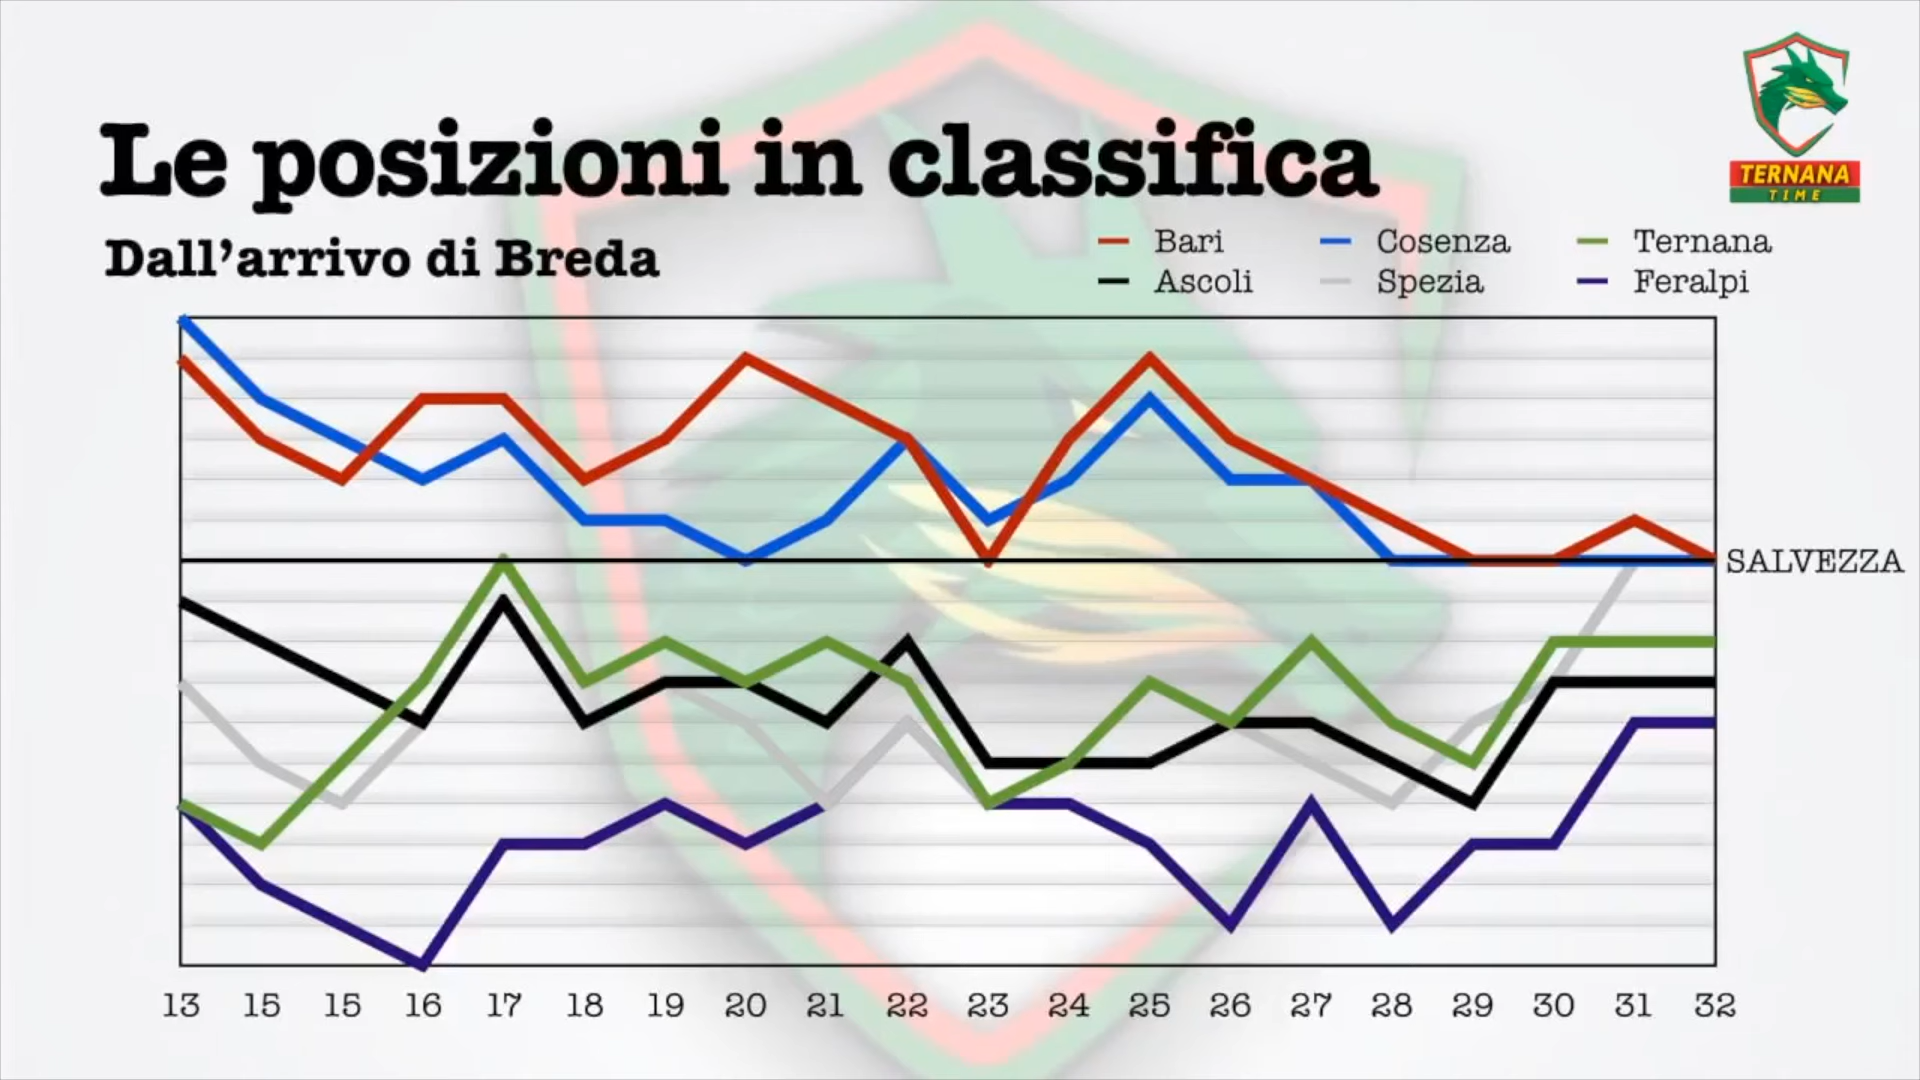 TERNANA
TIME
Le posizioni in classifica
Dall'arrivo di Breda
Bari Cosenza Ternana
Ascoli Spezia Feralpi
SALVEZZA
13 15 15 16 17 18 19 20 21 22 23 24 25 26 27 28 29 30 31 32